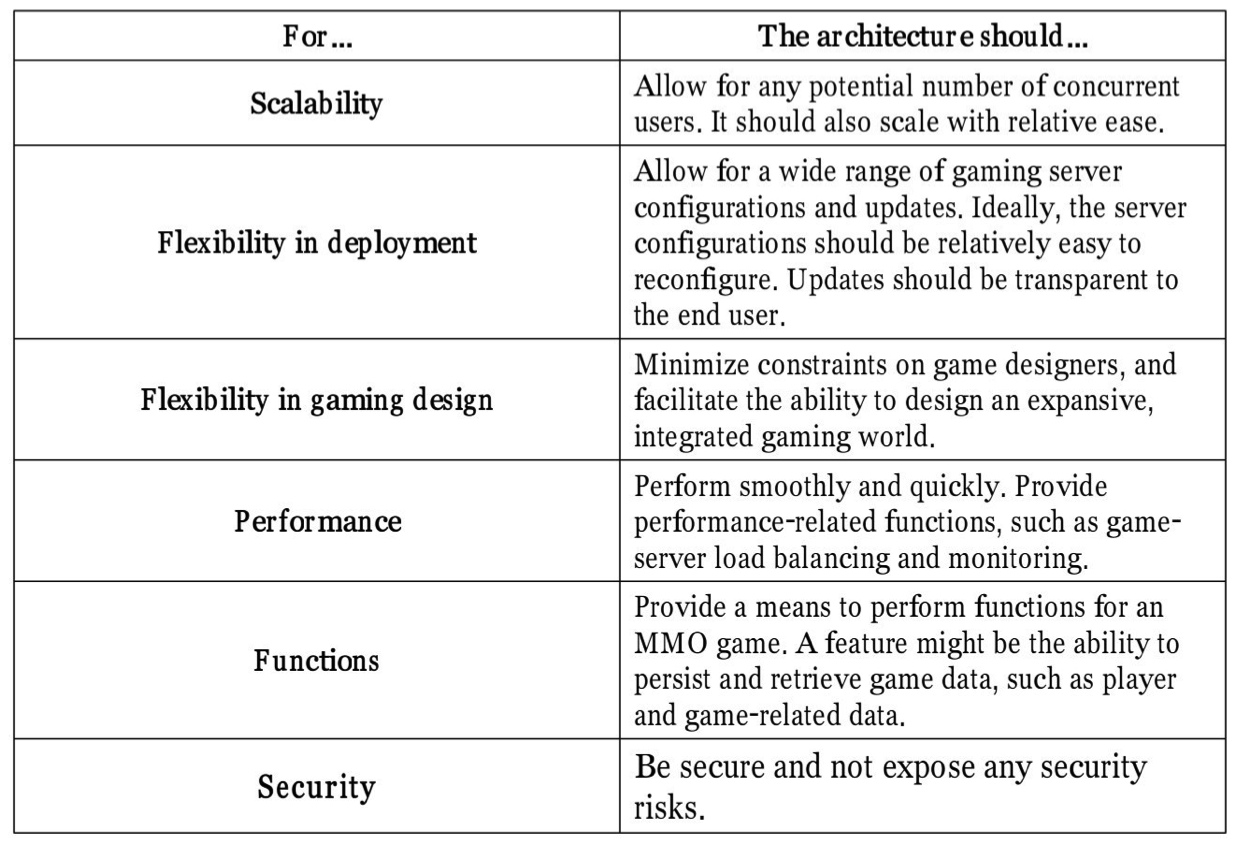 For...
The architecture should...
Scalability
Allow for any potential number of concurrent
users. It should also scale with relative ease.
Flexibility in deployment
Allow for a wide range of gaming server
configurations and updates. Ideally, the server
configurations should be relatively easy to
reconfigure. Updates should be transparent to
the end user.
Flexibility in gaming design
Minimize constraints on game designers, and
facilitate the ability to design an expansive,
integrated gaming world.
Performance
Perform smoothly and quickly. Provide
performance-related functions, such as game-
server load balancing and monitoring.
Functions
Provide a means to perform functions for an
MMO game. A feature might be the ability to
persist and retrieve game data, such as player
and game-related data.
Security
Be secure and not expose any security
risks.